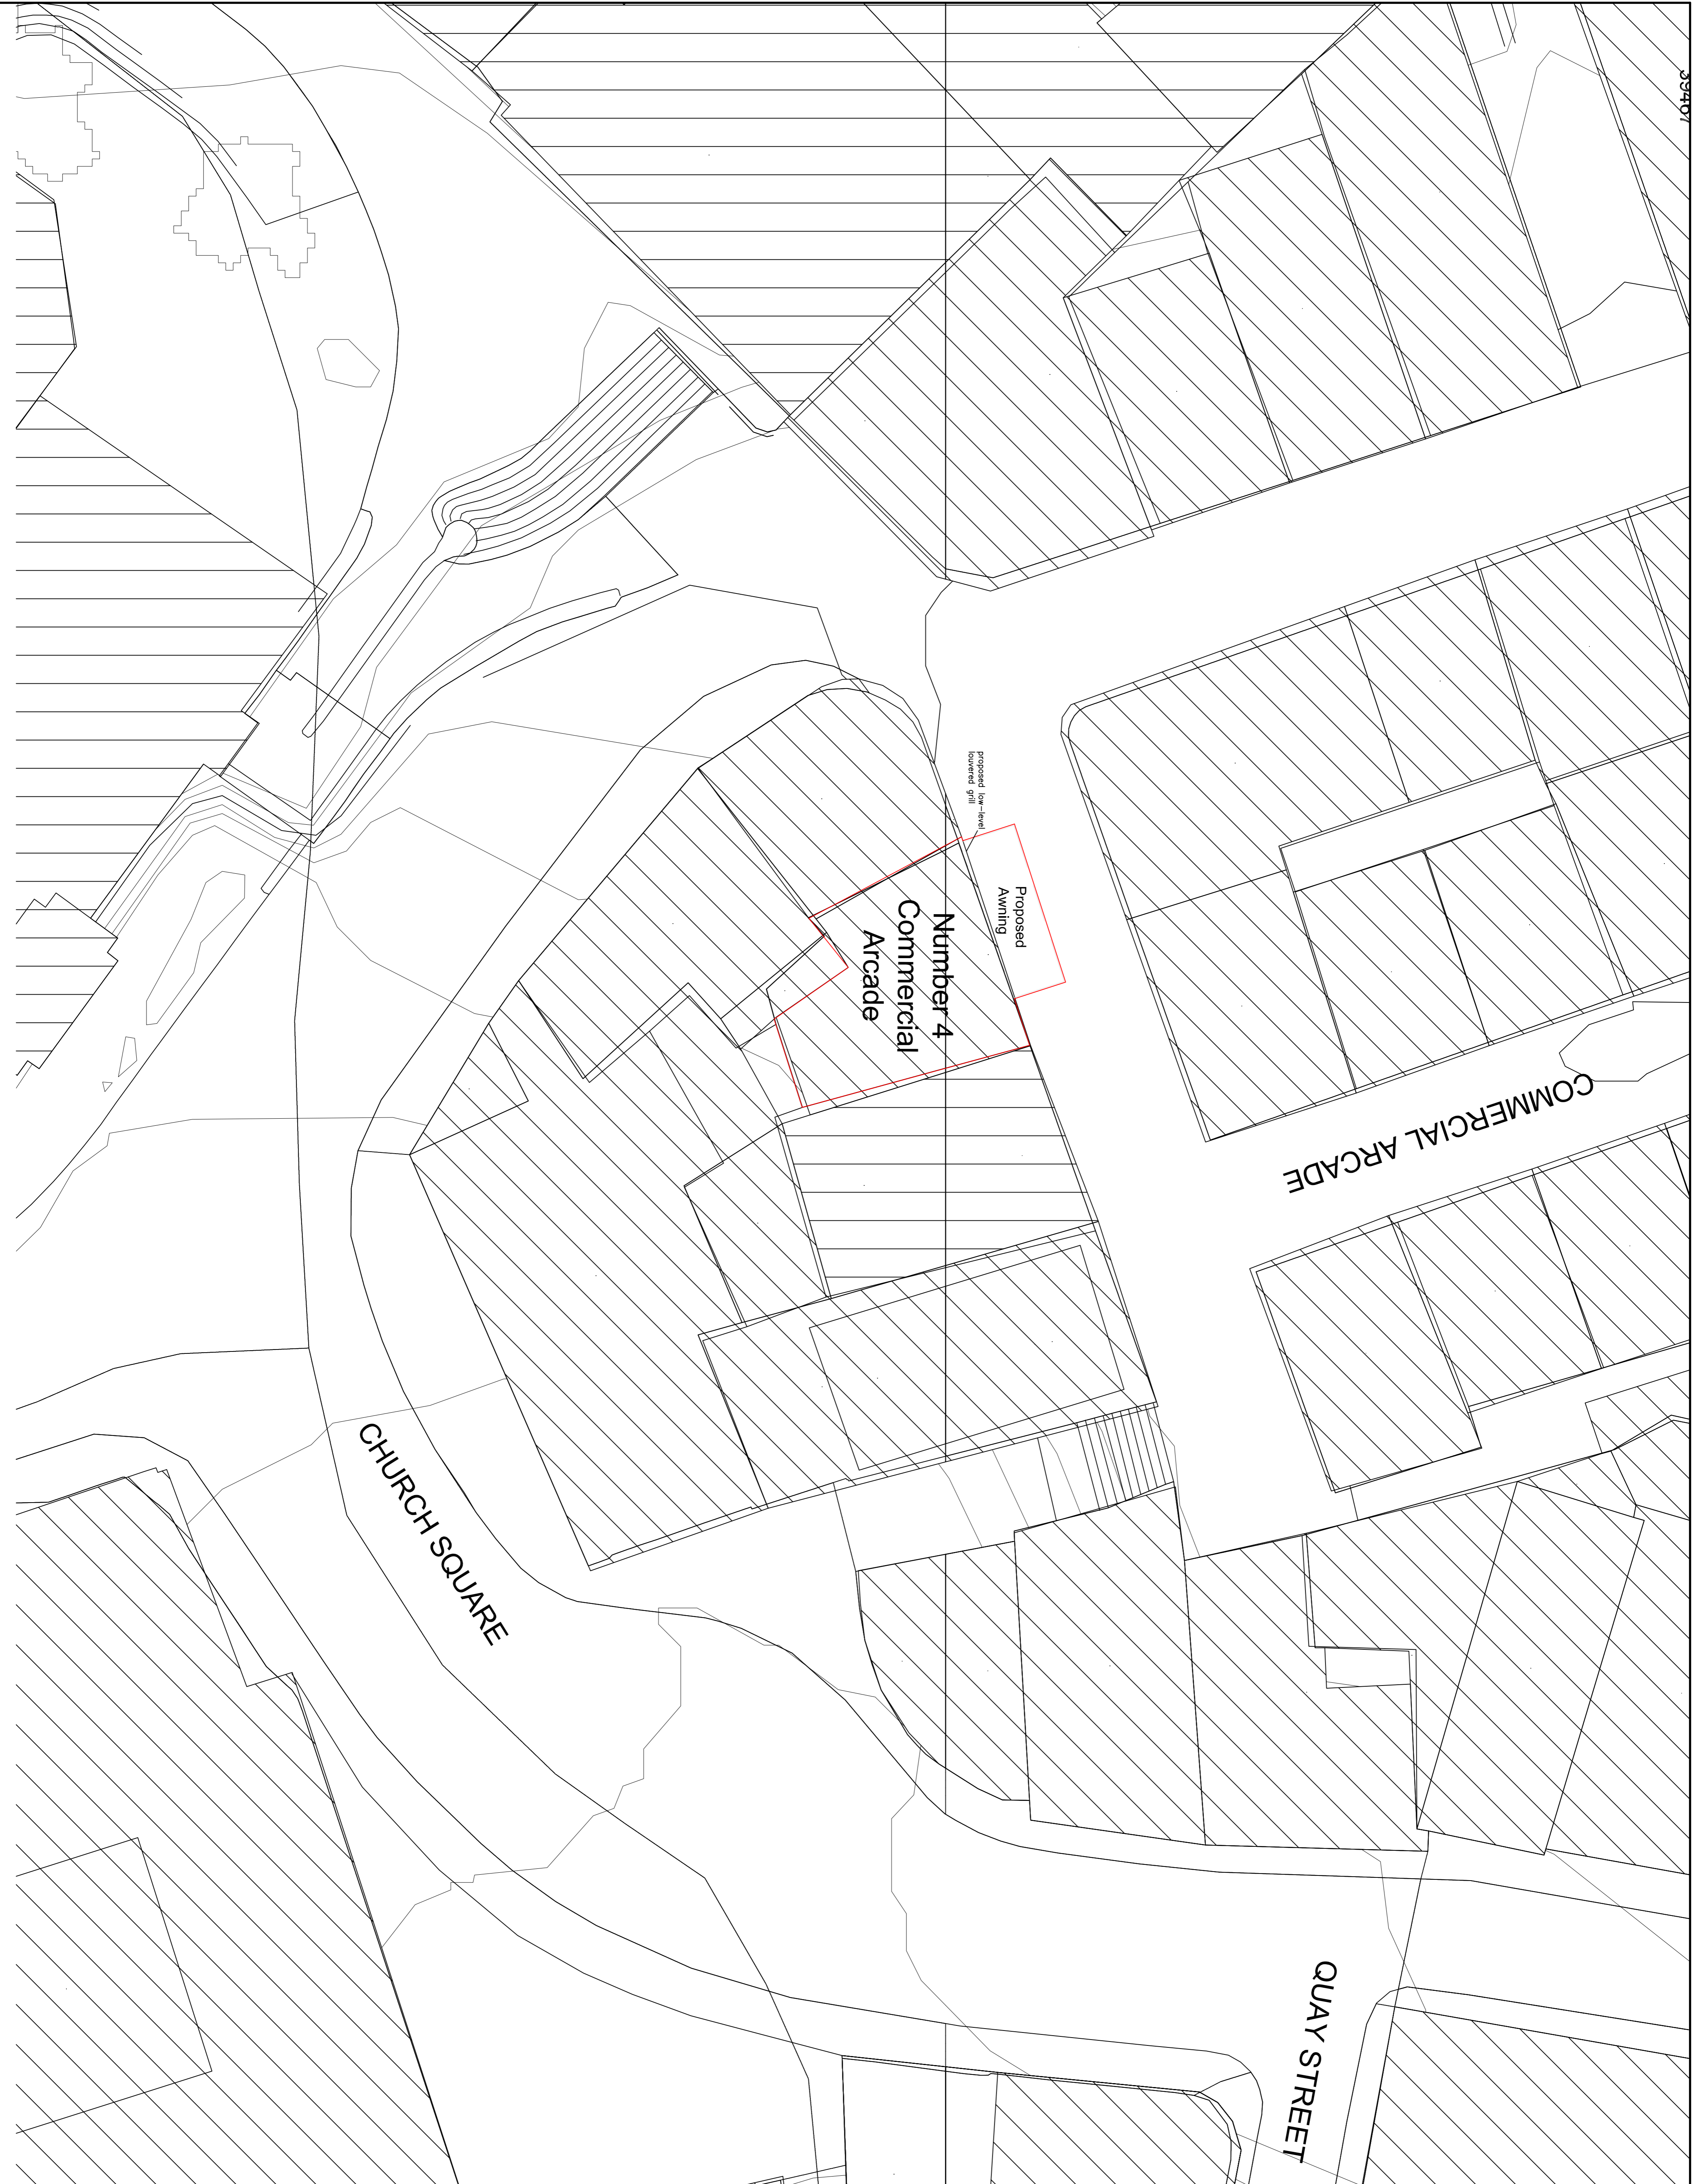 proposed low-level
louvered grill
Proposed
Awning
Number 4
Commercial
Arcade
COMMERCIAL ARCADE
CHURCH SQUARE
QUAY STREET